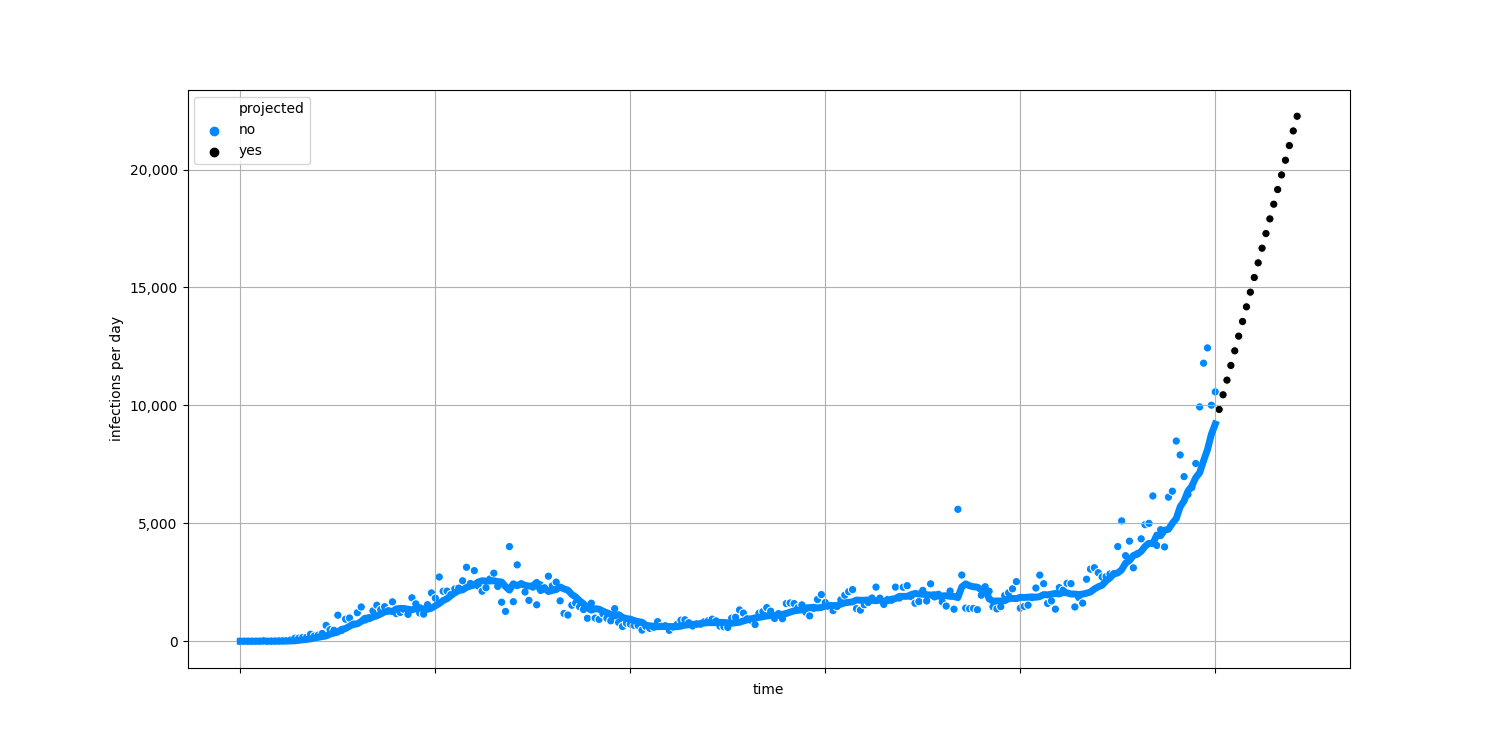 projected
no
yes
20,000
15,000
10,000
5,000
0
infections per day
time